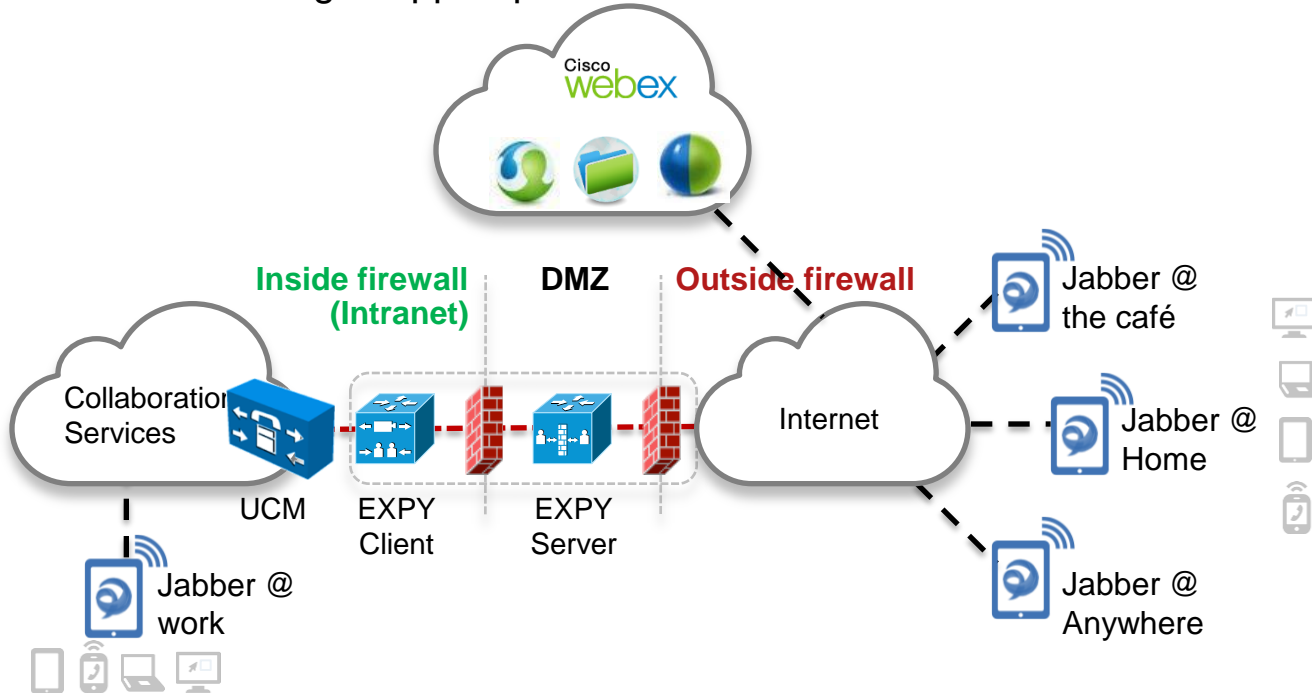 Cisco
webex
Inside firewall
(Intranet)
DMZ
Outside firewall
Collaboration
Services
UCM
EXPY
Client
EXPY
Server
Internet
Jabber @
the café
Jabber @
Home
Jabber @
Anywhere
Jabber @
work